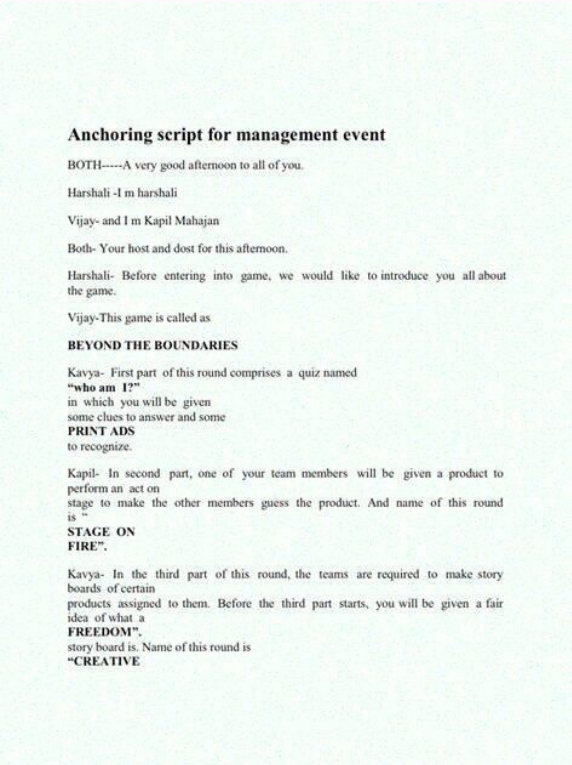 Anchoring script for management event
BOTH-----A very good afternoon to all of you.
Harshali -I m harshali
Vijay- and I m Kapil Mahajan
Both- Your host and dost for this afternoon.
Harshali- Before entering into game, we would like to introduce you all about
the game.
Vijay-This game is called as
BEYOND THE BOUNDARIES
Kavya- First part of this round comprises a quiz named
“who am I?”
in which you will be given
some clues to answer and some
PRINT ADS
to recognize.
Kapil- In second part, one of your team members will be given a product to
perform an act on
stage to make the other members guess the product. And name of this round
is “
STAGE ON
FIRE”.
Kavya- In the third part of this round, the teams are required to make story
boards of certain
products assigned to them. Before the third part starts, you will be given a fair
idea of what a
FREEDOM”.
story board is. Name of this round is
“CREATIVE